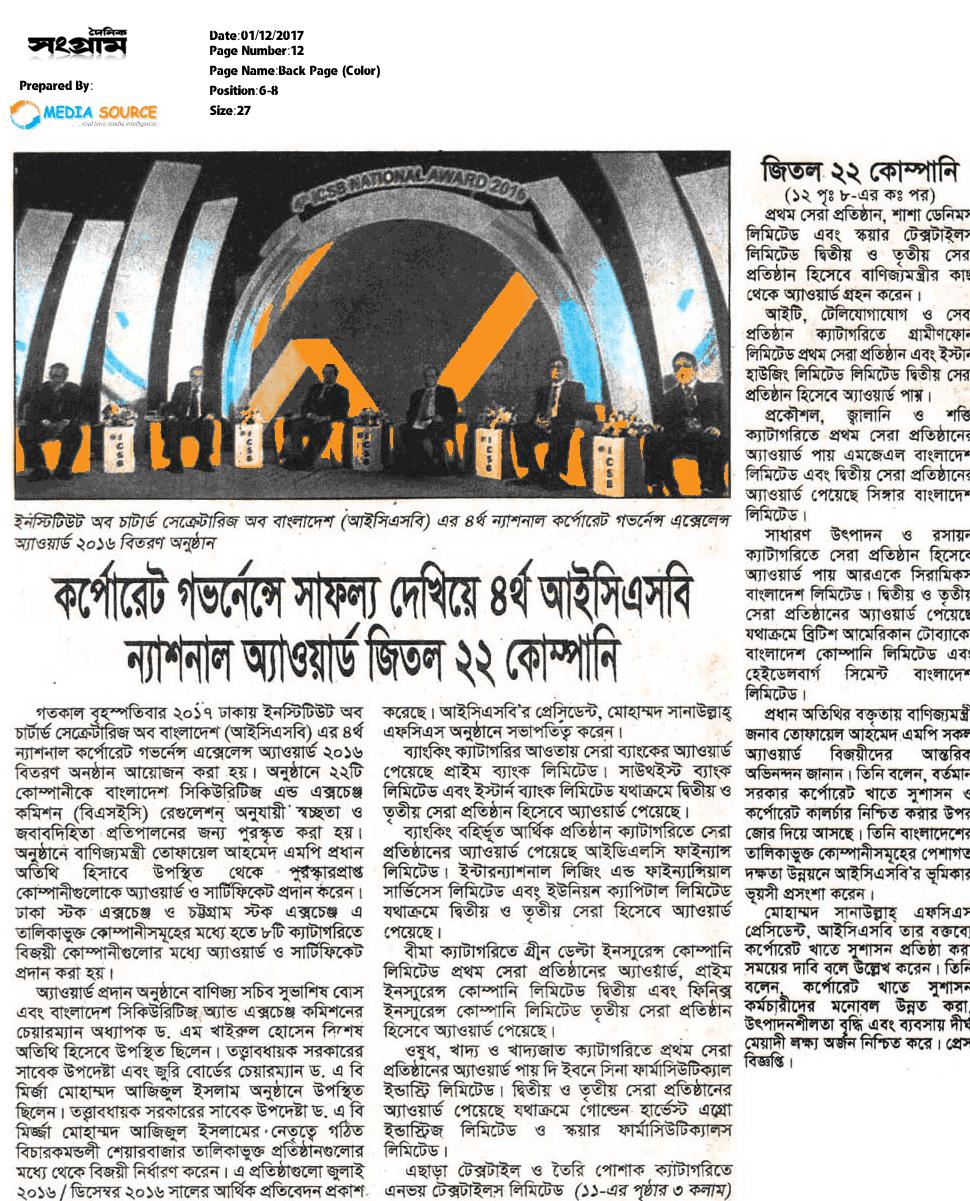 দৈনিক
সংগ্রাম
Prepared By:
MEDIA SOURCE
real time media intelligence
Date:01/12/2017
Page Number:12
Page Name:Back Page (Color)
Position:6-8
Size:27
4th ICSB NATIONAL AWARD 2016
ICSB
ICSB
ICSB
ICSB
ICSB
ইনস্টিটিউট অব চাটার্ড সেক্রেটারিজ অব বাংলাদেশ (আইসিএসবি) এর ৪র্থ ন্যাশনাল কর্পোরেট গভর্নেন্স এক্সেলেন্স
অ্যাওয়ার্ড ২০১৬ বিতরণ অনুষ্ঠান
কর্পোরেট গভর্নেন্সে সাফল্য দেখিয়ে ৪র্থ আইসিএসবি
ন্যাশনাল অ্যাওয়ার্ড জিতল ২২ কোম্পানি
গতকাল বৃহস্পতিবার ২০১৭ ঢাকায় ইনস্টিটিউট অব
চার্টার্ড সেক্রেটারিজ অব বাংলাদেশ (আইসিএসবি) এর ৪র্থ
ন্যাশনাল কর্পোরেট গভর্নেন্স এক্সেলেন্স অ্যাওয়ার্ড ২০১৬
বিতরণ অনষ্ঠান আয়োজন করা হয়। অনুষ্ঠানে ২২টি
কোম্পানীকে বাংলাদেশ সিকিউরিটিজ এন্ড এক্সচেঞ্জ
কমিশন (বিএসইসি) রেগুলেশন্ অনুযায়ী স্বচ্ছতা ও
জবাবদিহিতা প্রতিপালনের জন্য পুরস্কৃত করা হয়।
অনুষ্ঠানে বাণিজ্যমন্ত্রী তোফায়েল আহমেদ এমপি প্রধান
অতিথি হিসাবে উপস্থিত থেকে পুরস্কারপ্রাপ্ত
কোম্পানীগুলোকে অ্যাওয়ার্ড ও সার্টিফিকেট প্রদান করেন।
ঢাকা স্টক এক্সচেঞ্জ ও চট্টগ্রাম স্টক এক্সচেঞ্জ এ
তালিকাভুক্ত কোম্পানীসমূহের মধ্যে হতে ৮টি ক্যাটাগরিতে
বিজয়ী কোম্পানীগুলোর মধ্যে অ্যাওয়ার্ড ও সার্টিফিকেট
প্রদান করা হয়।
অ্যাওয়ার্ড প্রদান অনুষ্ঠানে বাণিজ্য সচিব সুভাশিষ বোস
এবং বাংলাদেশ সিকিউরিটিজ অ্যান্ড এক্সচেঞ্জ কমিশনের
চেয়ারম্যান অধ্যাপক ড. এম খাইরুল হোসেন বিশেষ
অতিথি হিসেবে উপস্থিত ছিলেন। তত্ত্বাবধায়ক সরকারের
সাবেক উপদেষ্টা এবং জুরি বোর্ডের চেয়ারম্যান ড. এ বি
মির্জা মোহাম্মদ আজিজুল ইসলাম অনুষ্ঠানে উপস্থিত
ছিলেন। তত্ত্বাবধায়ক সরকারের সাবেক উপদেষ্টা ড. এ বি
মির্জ্জা মোহাম্মদ আজিজুল ইসলামের নেতৃত্বে গঠিত
বিচারকমন্ডলী শেয়ারবাজার তালিকাভুক্ত প্রতিষ্ঠানগুলোর
মধ্যে থেকে বিজয়ী নির্ধারণ করেন। এ প্রতিষ্ঠাগুলো জুলাই
২০১৬ / ডিসেম্বর ২০১৬ সালের আর্থিক প্রতিবেদন প্রকাশ
করেছে। আইসিএসবি'র প্রেসিডেন্ট, মোহাম্মদ সানাউল্লাহ্
এফসিএস অনুষ্ঠানে সভাপতিত্ব করেন।
ব্যাংকিং ক্যাটাগরির আওতায় সেরা ব্যাংকের অ্যাওয়ার্ড
পেয়েছে প্রাইম ব্যাংক লিমিটেড। সাউথইস্ট ব্যাংক
লিমিটেড এবং ইস্টার্ন ব্যাংক লিমিটেড যথাক্রমে দ্বিতীয় ও
তৃতীয় সেরা প্রতিষ্ঠান হিসেবে অ্যাওয়ার্ড পেয়েছে।
ব্যাংকিং বহির্ভূত আর্থিক প্রতিষ্ঠান ক্যাটাগরিতে সেরা
প্রতিষ্ঠানের অ্যাওয়ার্ড পেয়েছে আইডিএলসি ফাইন্যান্স
লিমিটেড। ইন্টারন্যাশনাল লিজিং এন্ড ফাইন্যান্সিয়াল
সার্ভিসেস লিমিটেড এবং ইউনিয়ন ক্যাপিটাল লিমিটেড
যথাক্রমে দ্বিতীয় ও তৃতীয় সেরা হিসেবে অ্যাওয়ার্ড
পেয়েছে।
বীমা ক্যাটাগরিতে গ্রীন ডেল্টা ইনস্যুরেন্স কোম্পানি
লিমিটেড প্রথম সেরা প্রতিষ্ঠানের অ্যাওয়ার্ড, প্রাইম
ইনস্যুরেন্স কোম্পানি লিমিটেড দ্বিতীয় এবং ফিনিক্স
ইনস্যুরেন্স কোম্পানি লিমিটেড তৃতীয় সেরা প্রতিষ্ঠান
হিসেবে অ্যাওয়ার্ড পেয়েছে।
ওষুধ, খাদ্য ও খাদ্যজাত ক্যাটাগরিতে প্রথম সেরা
প্রতিষ্ঠানের অ্যাওয়ার্ড পায় দি ইবনে সিনা ফার্মাসিউটিক্যাল
ইন্ডাস্ট্রি লিমিটেড। দ্বিতীয় ও তৃতীয় সেরা প্রতিষ্ঠানের
অ্যাওয়ার্ড পেয়েছে যথাক্রমে গোল্ডেন হার্ভেস্ট এগ্রো
ইন্ডাস্ট্রিজ লিমিটেড ও স্কয়ার ফার্মাসিউটিক্যালস
লিমিটেড।
এছাড়া টেক্সটাইল ও তৈরি পোশাক ক্যাটাগরিতে
এনভয় টেক্সটাইলস লিমিটেড (১১-এর পৃষ্ঠার ৩ কলাম)
জিতল ২২ কোম্পানি
(১২ পৃঃ ৮-এর কঃ পর)
প্রথম সেরা প্রতিষ্ঠান, শাশা ডেনিমস
লিমিটেড এবং স্কয়ার টেক্সটাইলস
লিমিটেড দ্বিতীয় ও তৃতীয় সেরা
প্রতিষ্ঠান হিসেবে বাণিজ্যমন্ত্রীর কাছ
থেকে অ্যাওয়ার্ড গ্রহন করেন।
আইটি, টেলিযোগাযোগ ও সেবা
প্রতিষ্ঠান ক্যাটাগরিতে গ্রামীণফোন
লিমিটেড প্রথম সেরা প্রতিষ্ঠান এবং ইস্টার্ন
হাউজিং লিমিটেড লিমিটেড দ্বিতীয় সেরা
প্রতিষ্ঠান হিসেবে অ্যাওয়ার্ড পায়।
প্রকৌশল, জ্বালানি ও শক্তি
ক্যাটাগরিতে প্রথম সেরা প্রতিষ্ঠানের
অ্যাওয়ার্ড পায় এমজেএল বাংলাদেশ
লিমিটেড এবং দ্বিতীয় সেরা প্রতিষ্ঠানের
অ্যাওয়ার্ড পেয়েছে সিঙ্গার বাংলাদেশ
লিমিটেড।
সাধারণ উৎপাদন ও রসায়ন
ক্যাটাগরিতে সেরা প্রতিষ্ঠান হিসেবে
অ্যাওয়ার্ড পায় আরএকে সিরামিকস
বাংলাদেশ লিমিটেড। দ্বিতীয় ও তৃতীয়
সেরা প্রতিষ্ঠানের অ্যাওয়ার্ড পেয়েছে
যথাক্রমে ব্রিটিশ আমেরিকান টোব্যাকো
বাংলাদেশ কোম্পানি লিমিটেড এবং
হেইডেলবার্গ সিমেন্ট বাংলাদেশ
লিমিটেড।
প্রধান অতিথির বক্তৃতায় বাণিজ্যমন্ত্রী
জনাব তোফায়েল আহমেদ এমপি সকল
অ্যাওয়ার্ড বিজয়ীদের আন্তরিক
অভিনন্দন জানান। তিনি বলেন, বর্তমান
সরকার কর্পোরেট খাতে সুশাসন ও
কর্পোরেট কালচার নিশ্চিত করার উপর
জোর দিয়ে আসছে। তিনি বাংলাদেশের
তালিকাভুক্ত কোম্পানীসমূহের পেশাগত
দক্ষতা উন্নয়নে আইসিএসবি'র ভূমিকার
ভূয়সী প্রসংশা করেন।
মোহাম্মদ সানাউল্লাহ্ এফসিএস
প্রেসিডেন্ট, আইসিএসবি তার বক্তব্যে
কর্পোরেট খাতে সুশাসন প্রতিষ্ঠা করা
সময়ের দাবি বলে উল্লেখ করেন। তিনি
বলেন, কর্পোরেট খাতে সুশাসন
কর্মচারীদের মনোবল উন্নত করা,
উৎপাদনশীলতা বৃদ্ধি এবং ব্যবসায় দীর্ঘ
মেয়াদী লক্ষ্য অর্জন নিশ্চিত করে। প্রেস
বিজ্ঞপ্তি।